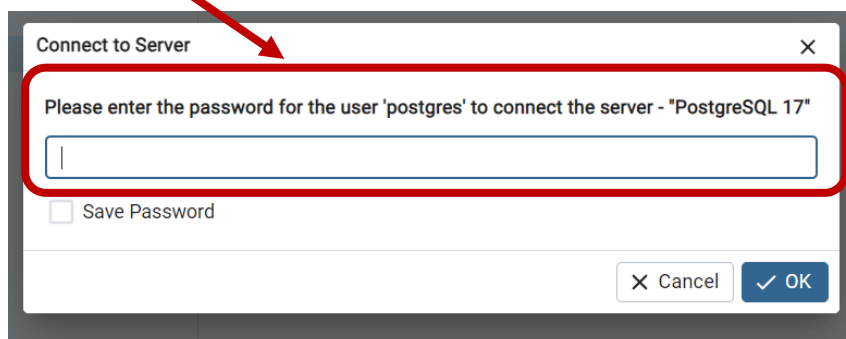 Connect to Server
Please enter the password for the user 'postgres' to connect the server - "PostgreSQL 17"
Save Password
Cancel
OK